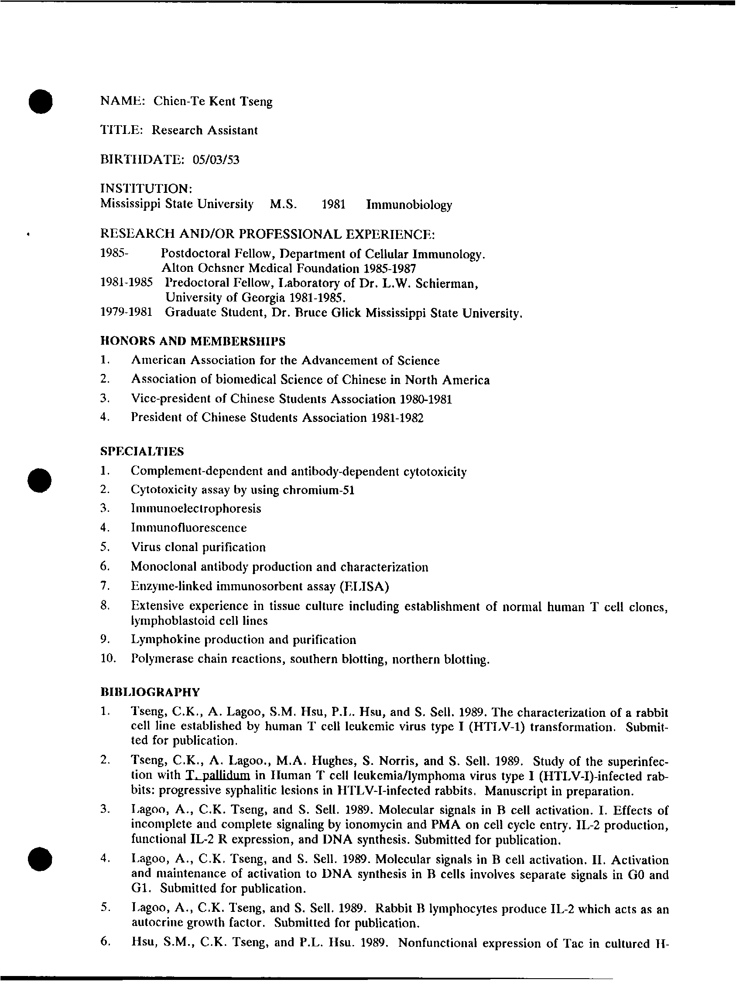 NAME: Chien-Te Kent Tseng
TITLE: Research Assistant
BIRTHDATE: 05/03/53
INSTITUTION:
Mississippi State University M.S. 1981 Immunobiology
RESEARCH AND/OR PROFESSIONAL EXPERIENCE:
1985- Postdoctoral Fellow, Department of Cellular Immunology.
Alton Ochsner Medical Foundation 1985-1987
1981-1985 Predoctoral Fellow, Laboratory of Dr. L.W. Schierman,
University of Georgia 1981-1985.
1979-1981 Graduate Student, Dr. Bruce Glick Mississippi State University.
HONORS AND MEMBERSHIPS
1. American Association for the Advancement of Science
2. Association of biomedical Science of Chinese in North America
3. Vice-president of Chinese Students Association 1980-1981
4. President of Chinese Students Association 1981-1982
SPECIALTIES
1. Complement-dependent and antibody-dependent cytotoxicity
2. Cytotoxicity assay by using chromium-51
3. Immunoelectrophoresis
4. Immunofluorescence
5. Virus clonal purification
6. Monoclonal antibody production and characterization
7. Enzyme-linked immunosorbent assay (ELISA)
8. Extensive experience in tissue culture including establishment of normal human T cell clones,
lymphoblastoid cell lines
9. Lymphokine production and purification
10. Polymerase chain reactions, southern blotting, northern blotting.
BIBLIOGRAPHY
1. Tseng, C.K., A. Lagoo, S.M. Hsu, P.L. Hsu, and S. Sell. 1989. The characterization of a rabbit
cell line established by human T cell leukemic virus type I (HTLV-1) transformation. Submit-
ted for publication.
2. Tseng, C.K., A. Lagoo., M.A. Hughes, S. Norris, and S. Sell. 1989. Study of the superinfec-
tion with T. pallidum in Human T cell leukemia/lymphoma virus type I (HTLV-I)-infected rab-
bits: progressive syphalitic lesions in HTLV-I-infected rabbits. Manuscript in preparation.
3. Lagoo, A., C.K. Tseng, and S. Sell. 1989. Molecular signals in B cell activation. I. Effects of
incomplete and complete signaling by ionomycin and PMA on cell cycle entry. IL-2 production,
functional IL-2 R expression, and DNA synthesis. Submitted for publication.
4. Lagoo, A., C.K. Tseng, and S. Sell. 1989. Molecular signals in B cell activation. II. Activation
and maintenance of activation to DNA synthesis in B cells involves separate signals in G0 and
G1. Submitted for publication.
5. Lagoo, A., C.K. Tseng, and S. Sell. 1989. Rabbit B lymphocytes produce IL-2 which acts as an
autocrine growth factor. Submitted for publication.
6. Hsu, S.M., C.K. Tseng, and P.L. Hsu. 1989. Nonfunctional expression of Tac in cultured H-